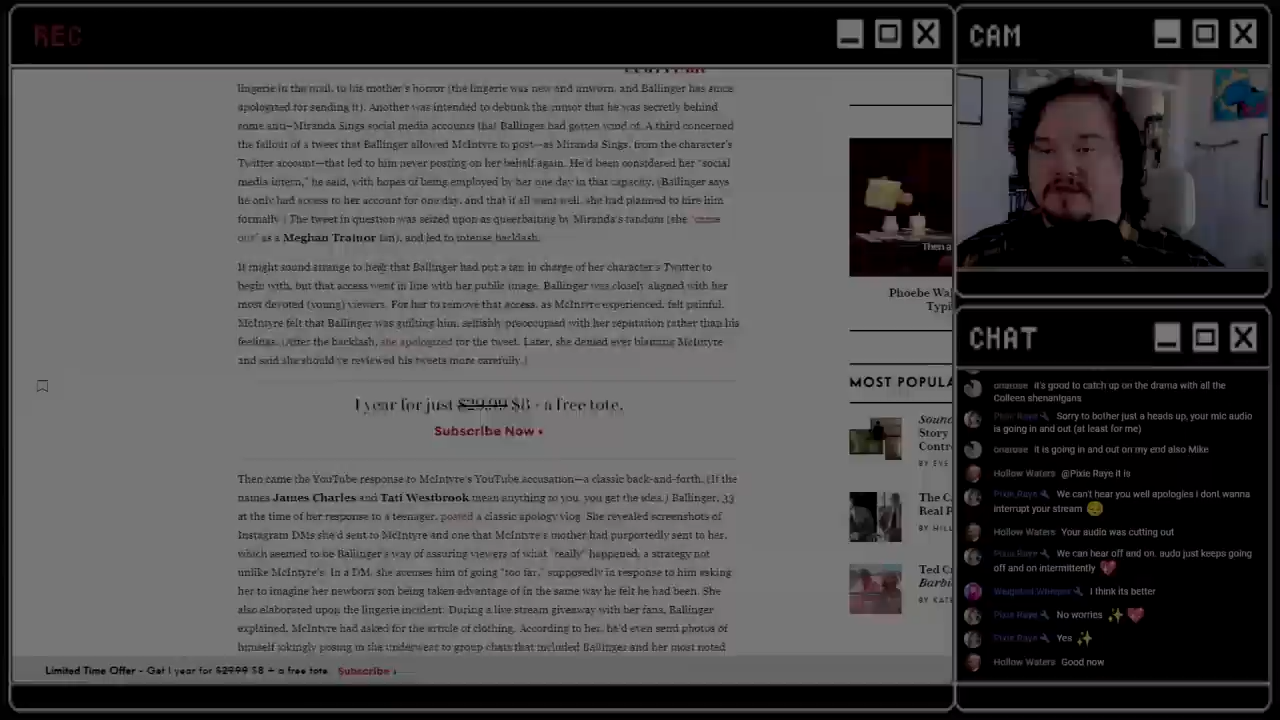 REC
CAM
lingerie in the mail, to his mother's horror (the lingerie was new and unworn, and Ballinger has since
apologized for sending it). Another was intended to debunk the rumor that he was secretly behind
some anti–Miranda Sings social media accounts that Ballinger had gotten wind of. A third concerned
the fallout of a tweet that Ballinger allowed McIntyre to post—as Miranda Sings, from the character's
Twitter account—that led to him never posting on her behalf again. He'd been considered her "social
media intern," he said, with hopes of being employed by her one day in that capacity. (Ballinger says
he only had access to her account for one day, and that if all went well, she had planned to hire him
formally.) The tweet in question was seized upon as queerbaiting by Miranda's fandom (she "came
out" as a Meghan Trainor fan), and led to intense backlash.
It might sound strange to hear that Ballinger had put a fan in charge of her character's Twitter to
begin with, but that access went in line with her public image. Ballinger was closely aligned with her
most devoted (young) viewers. For her to remove that access, as McIntyre experienced, felt painful.
McIntyre felt that Ballinger was guilting him, selfishly preoccupied with her reputation rather than his
feelings. (After the backlash, she apologized for the tweet. Later, she denied ever blaming McIntyre
and said she should've reviewed his tweets more carefully.)
1 year for just $29.99 $8 + a free tote.
Subscribe Now ›
Then came the YouTube response to McIntyre's YouTube accusation—a classic back-and-forth. (If the
names James Charles and Tati Westbrook mean anything to you, you get the idea.) Ballinger, 33
at the time of her response to a teenager, posted a classic apology vlog. She revealed screenshots of
Instagram DMs she'd sent to McIntyre and one that McIntyre's mother had purportedly sent to her,
which seemed to be Ballinger's way of assuring viewers of what "really" happened, a strategy not
unlike McIntyre's. In a DM, she accuses him of going "too far," supposedly in response to him asking
her to imagine her newborn son being taken advantage of in the same way he felt he had been. She
also elaborated upon the lingerie incident: During a live stream giveaway with her fans, Ballinger
explained, McIntyre had asked for the article of clothing. According to her, he'd even send photos of
himself jokingly posing in the underwear to group chats that included Ballinger and her most noted
Limited Time Offer - Get 1 year for $29.99 $8 + a free tote. Subscribe ›
Then a
Phoebe Wa
Typi
MOST POPULA
Sound
Story
Contr
BY EVE
The C
Real P
BY HILL
Ted C
Barbi
BY KAT
CHAT
it's good to catch up on the drama with all the
Colleen shenanigans
Pixie Raye Sorry to bother just a heads up, your mic audio
is going in and out (at least for me)
it is going in and out on my end also Mike
Hollow Waters @Pixie Raye it is
Pixie Raye We can't hear you well apologies i dont wanna
interrupt your stream 😔
Hollow Waters Your audio was cutting out
Pixie Raye We can hear off and on. audo just keeps going
off and on intermittently 💖
Weighted Whisper I think its better
Pixie Raye No worries ✨ 💖
Pixie Raye Yes ✨
Hollow Waters Good now